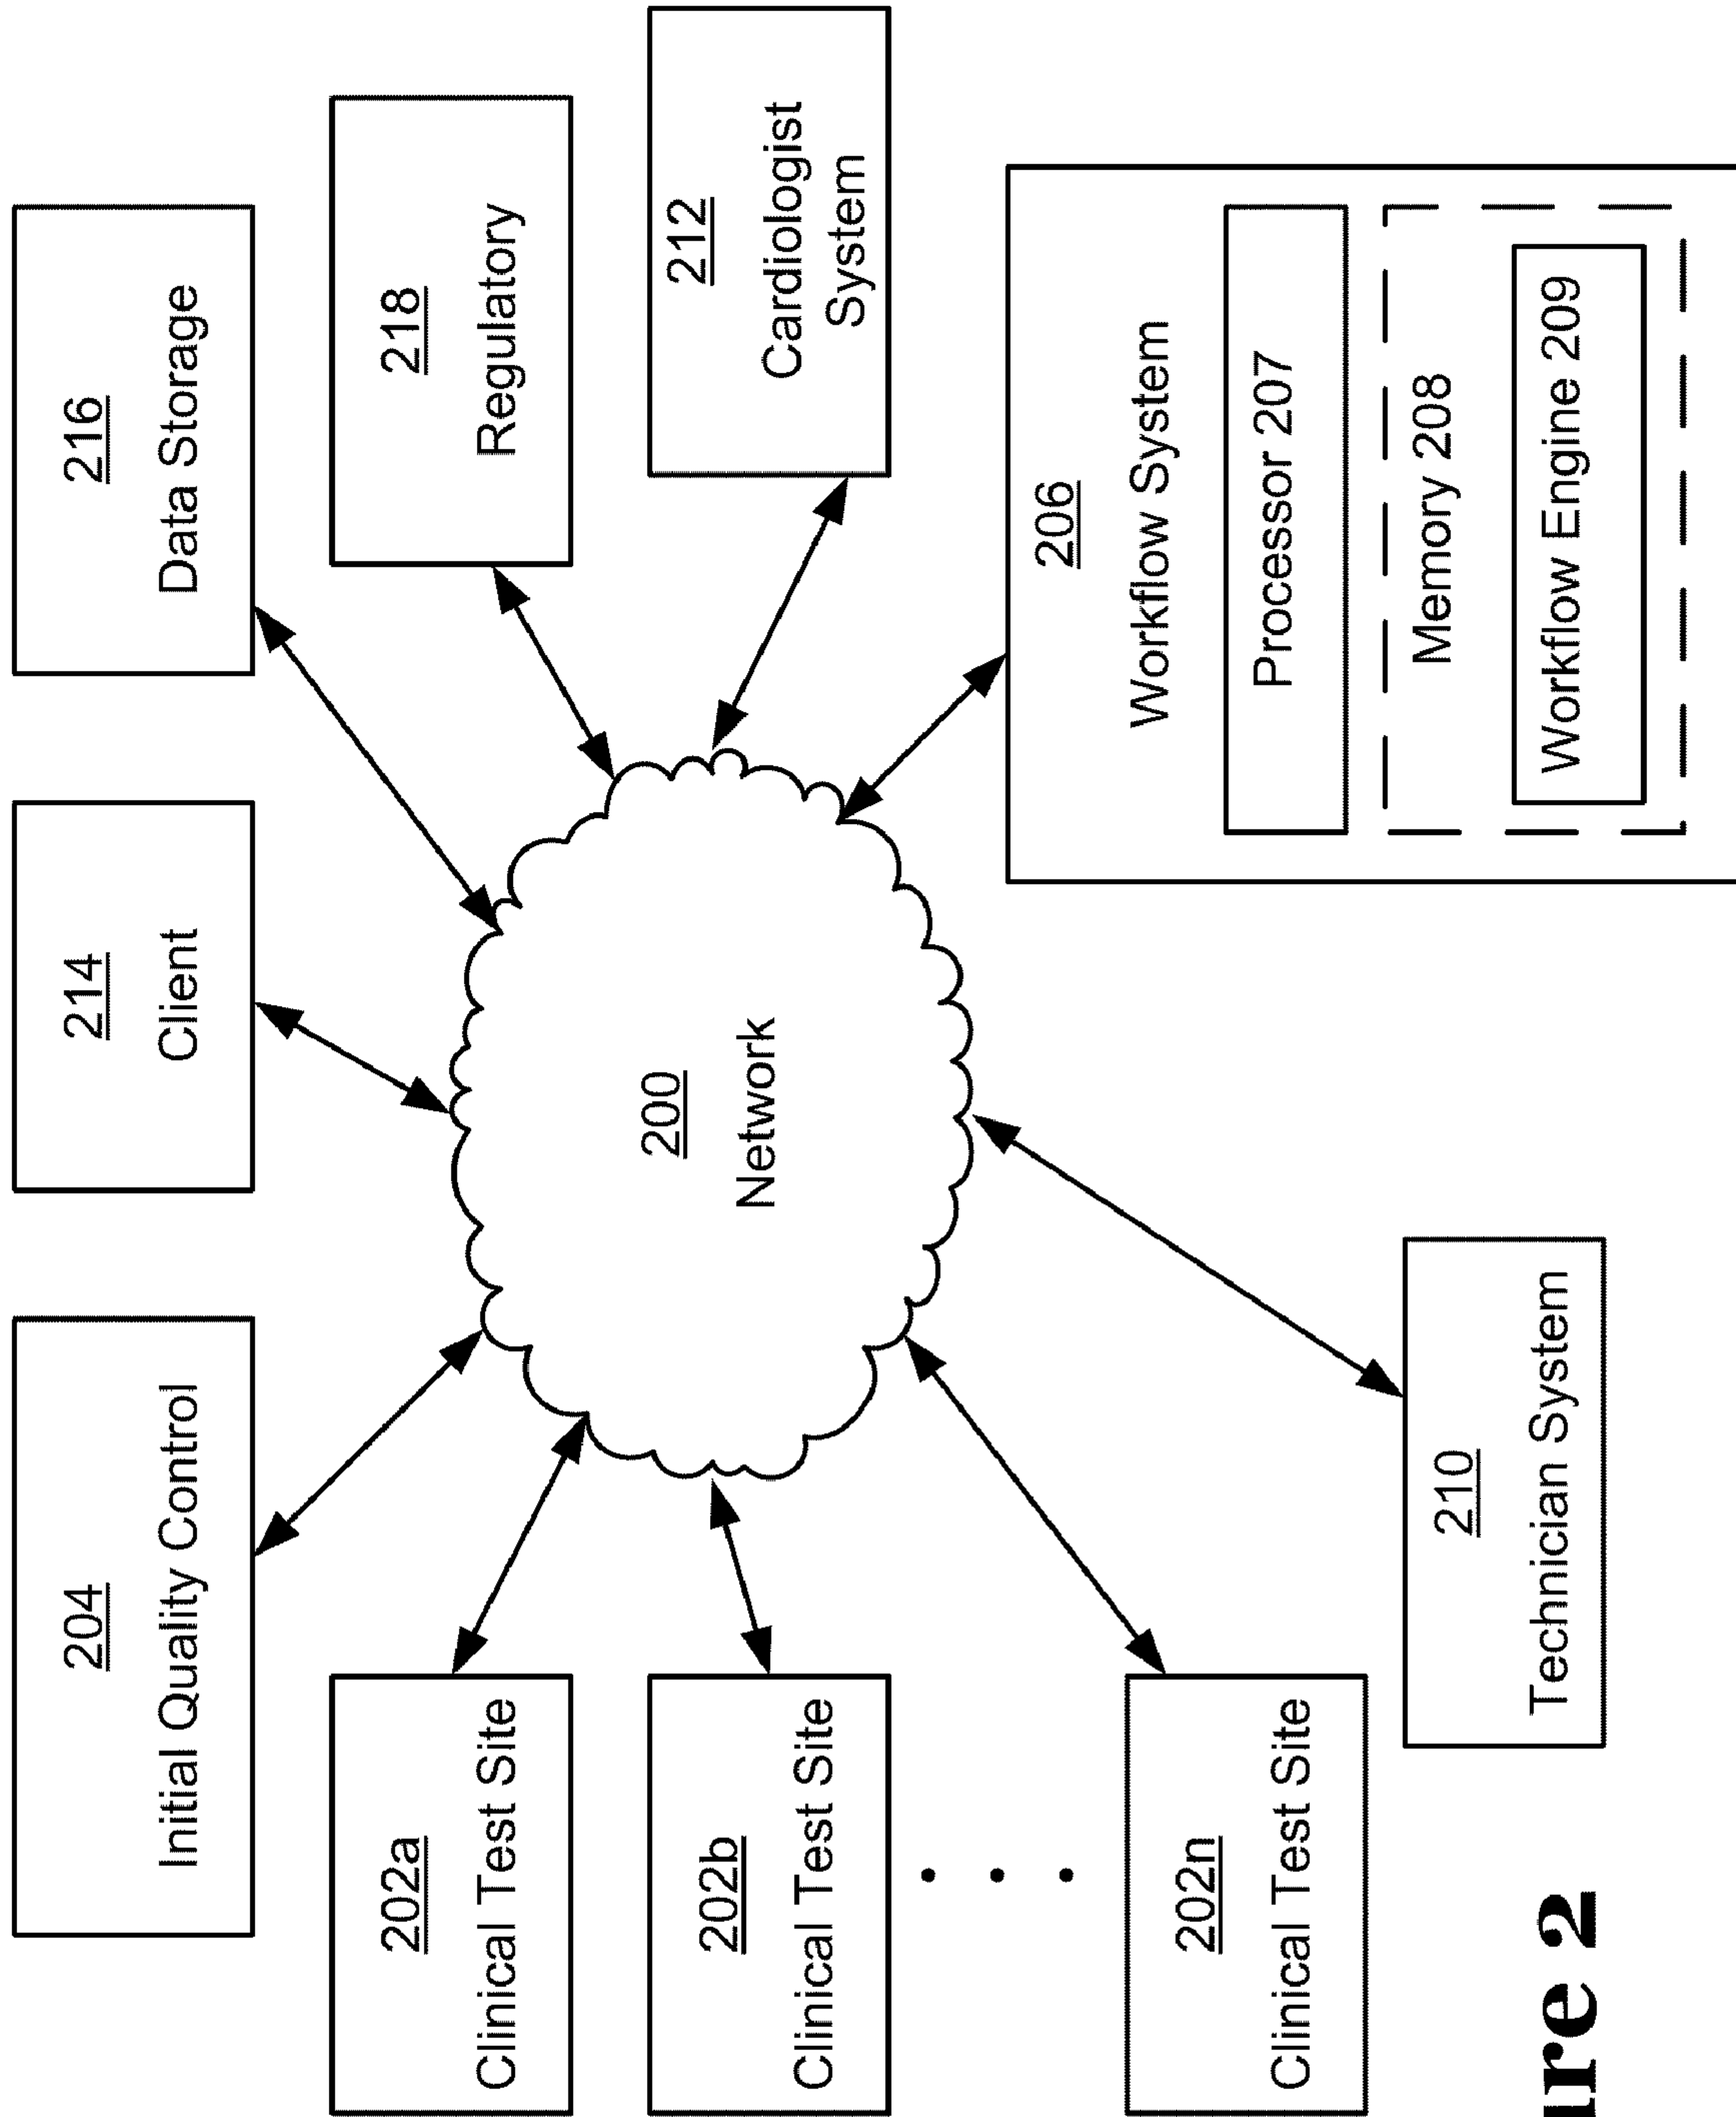 204
Initial Quality Control
214
Client
216
Data Storage
202a
Clinical Test Site
218
Regulatory
202b
Clinical Test Site
200
Network
212
Cardiologist
System
202n
Clinical Test Site
206
Workflow System
Processor 207
Memory 208
Workflow Engine 209
210
Technician System
ure 2